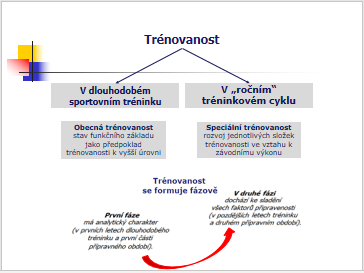 Trénovanost
V dlouhodobém
sportovním tréninku
V „ročním"
tréninkovém cyklu
Obecná trénovanost
stav funkčního základu
jako předpoklad
trénovanosti k vyšší úrovni
Speciální trénovanost
rozvoj jednotlivých složek
trénovanosti ve vztahu k
závodnímu výkonu
Trénovanost
se formuje fázově
První fáze
má analytický charakter
(v prvních letech dlouhodobého
tréninku a první části
přípravného období).
V druhé fázi
dochází ke sladění
všech faktorů připravenosti
(v pozdějších letech tréninku
a druhém přípravním období).